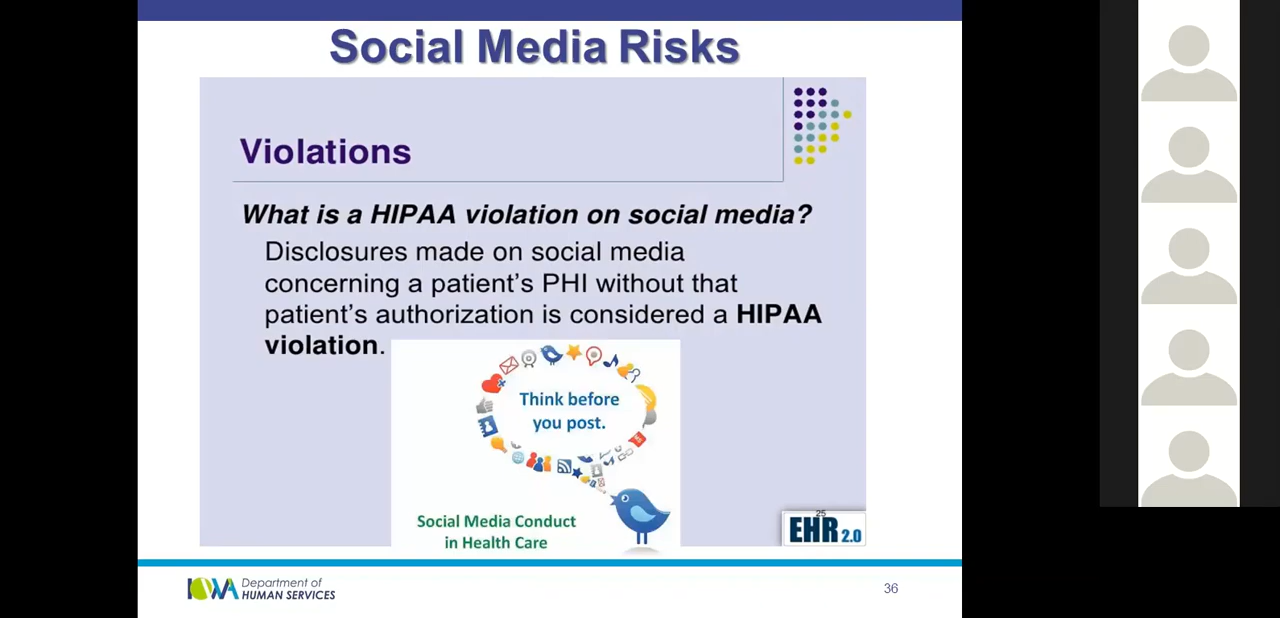 Social Media Risks
Violations
What is a HIPAA violation on social media?
Disclosures made on social media
concerning a patient's PHI without that
patient's authorization is considered a HIPAA
violation.
Think before
you post.
Social Media Conduct
in Health Care
25
EHR 2.0
IOWA Department of
HUMAN SERVICES
36